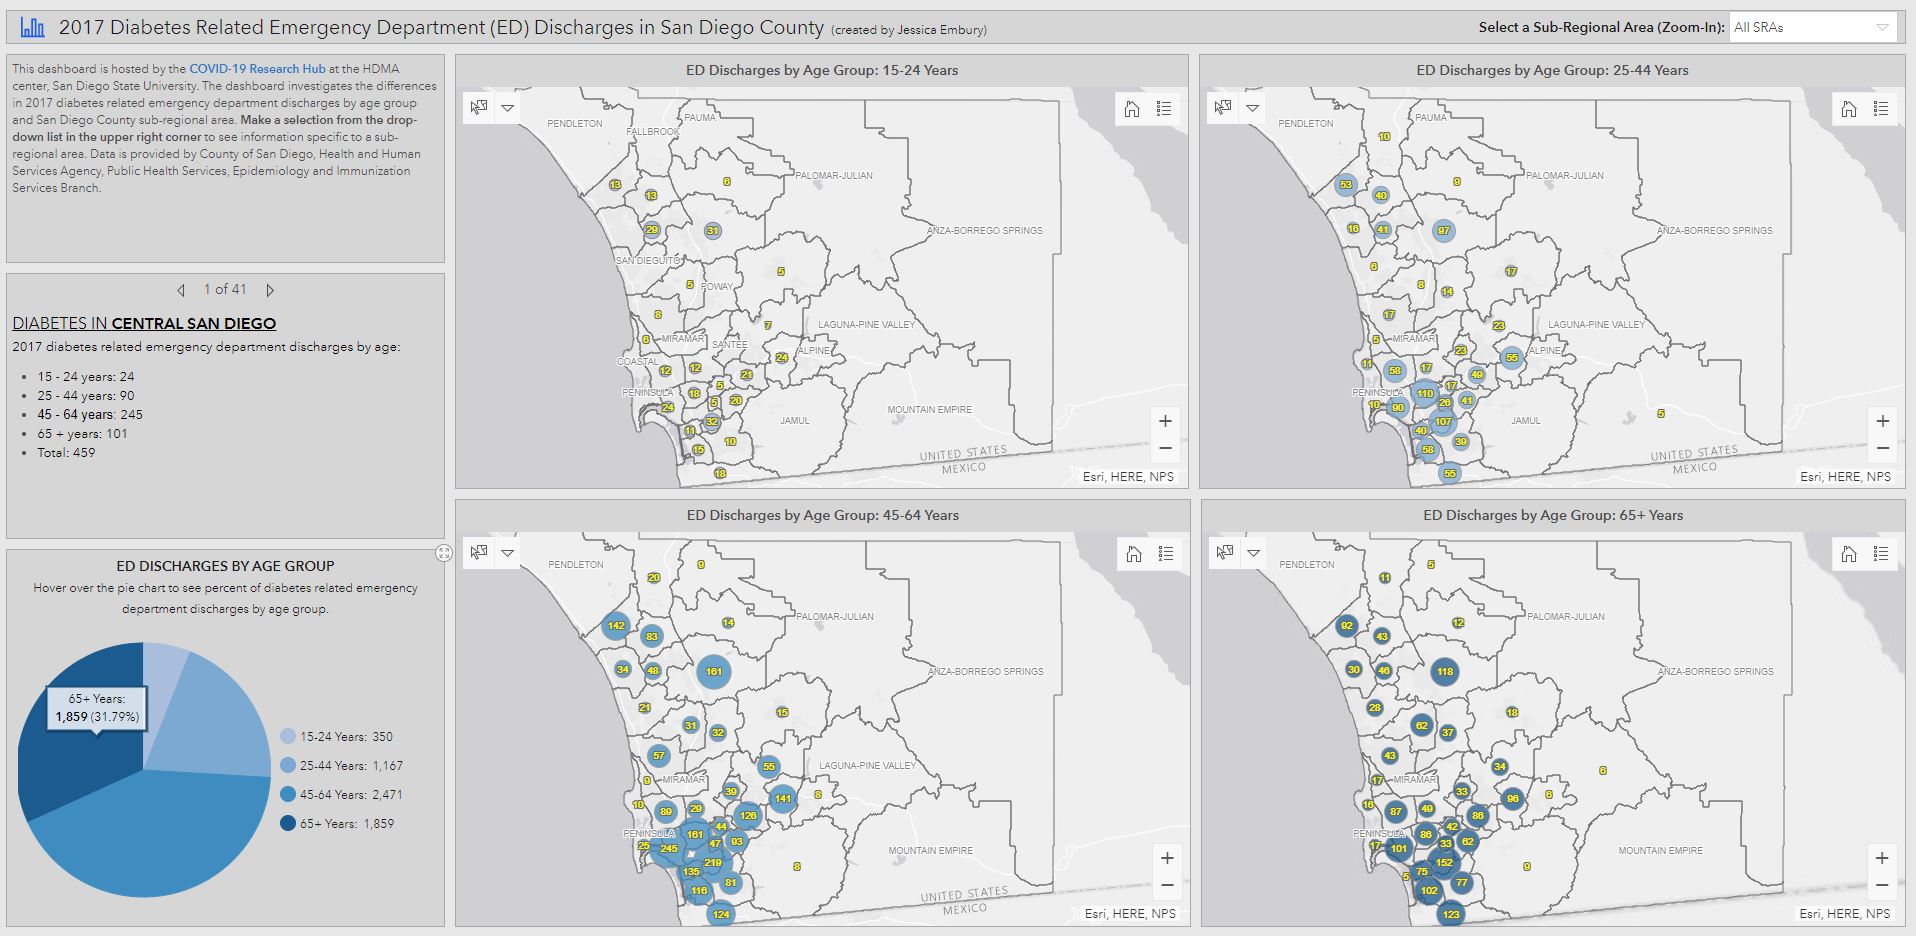 2017 Diabetes Related Emergency Department (ED) Discharges in San Diego County (created by Jessica Embury)
Select a Sub-Regional Area (Zoom-In): All SRAs
This dashboard is hosted by the COVID-19 Research Hub at the HDMA
center, San Diego State University. The dashboard investigates the differences
in 2017 diabetes related emergency department discharges by age group
and San Diego County sub-regional area. Make a selection from the drop-
down list in the upper right corner to see information specific to a sub-
regional area. Data is provided by County of San Diego, Health and Human
Services Agency, Public Health Services, Epidemiology and Immunization
Services Branch.
1 of 41
DIABETES IN CENTRAL SAN DIEGO
2017 diabetes related emergency department discharges by age:
15 - 24 years: 24
25 - 44 years: 90
45 - 64 years: 245
65 + years: 101
Total: 459
ED DISCHARGES BY AGE GROUP
Hover over the pie chart to see percent of diabetes related emergency
department discharges by age group.
65+ Years:
1,859 (31.79%)
15-24 Years: 350
25-44 Years: 1,167
45-64 Years: 2,471
65+ Years: 1,859
ED Discharges by Age Group: 15-24 Years
PENDLETON
PAUMA
FALLBROOK
PALOMAR-JULIAN
13
6
13
29
31
ANZA-BORREGO SPRINGS
SAN DIEGUITO
5
5
POWAY
8
7
LAGUNA-PINE VALLEY
6
MIRAMAR
SANTEE
ALPINE
COASTAL
24
12
12
21
5
PENINSULA
18
5
20
24
MOUNTAIN EMPIRE
32
JAMUL
11
10
15
18
UNITED STATES
MEXICO
Esri, HERE, NPS
ED Discharges by Age Group: 25-44 Years
PENDLETON
PAUMA
10
PALOMAR-JULIAN
53
9
40
16
41
97
ANZA-BORREGO SPRINGS
6
17
8
14
17
23
LAGUNA-PINE VALLEY
5
MIRAMAR
23
55
ALPINE
11
58
17
49
17
PENINSULA
110
26
41
10
90
107
JAMUL
5
40
39
58
55
UNITED STATES
MEXICO
Esri, HERE, NPS
ED Discharges by Age Group: 45-64 Years
PENDLETON
9
20
PALOMAR-JULIAN
142
14
83
34
48
161
ANZA-BORREGO SPRINGS
21
15
31
32
57
55
LAGUNA-PINE VALLEY
9
MIRAMAR
39
141
8
10
89
29
126
44
PENINSULA
161
47
93
25
245
219
MOUNTAIN EMPIRE
8
135
81
116
124
UNITED STATES
MEXICO
Esri, HERE, NPS
ED Discharges by Age Group: 65+ Years
PENDLETON
5
11
PALOMAR-JULIAN
92
12
43
30
46
118
ANZA-BORREGO SPRINGS
28
18
62
37
43
34
6
17
MIRAMAR
33
96
6
16
87
49
86
42
PENINSULA
86
33
62
17
101
152
MOUNTAIN EMPIRE
9
5
75
77
102
123
Esri, HERE, NPS